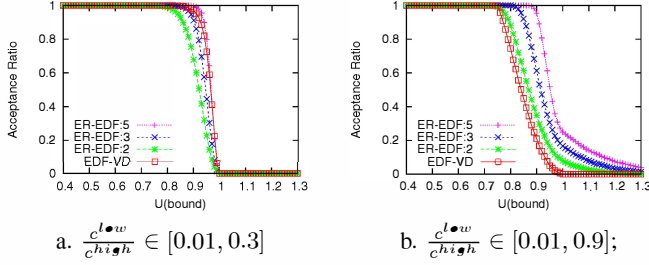 1
0.8
0.6
0.4
0.2
0
Acceptance Ratio
ER-EDF:5
ER-EDF:3
ER-EDF:2
EDF-VD
0.4 0.5 0.6 0.7 0.8 0.9 1 1.1 1.2 1.3
U(bound)
a. c^low / c^high ∈ [0.01, 0.3]
1
0.8
0.6
0.4
0.2
0
Acceptance Ratio
ER-EDF:5
ER-EDF:3
ER-EDF:2
EDF-VD
0.4 0.5 0.6 0.7 0.8 0.9 1 1.1 1.2 1.3
U(bound)
b. c^low / c^high ∈ [0.01, 0.9];